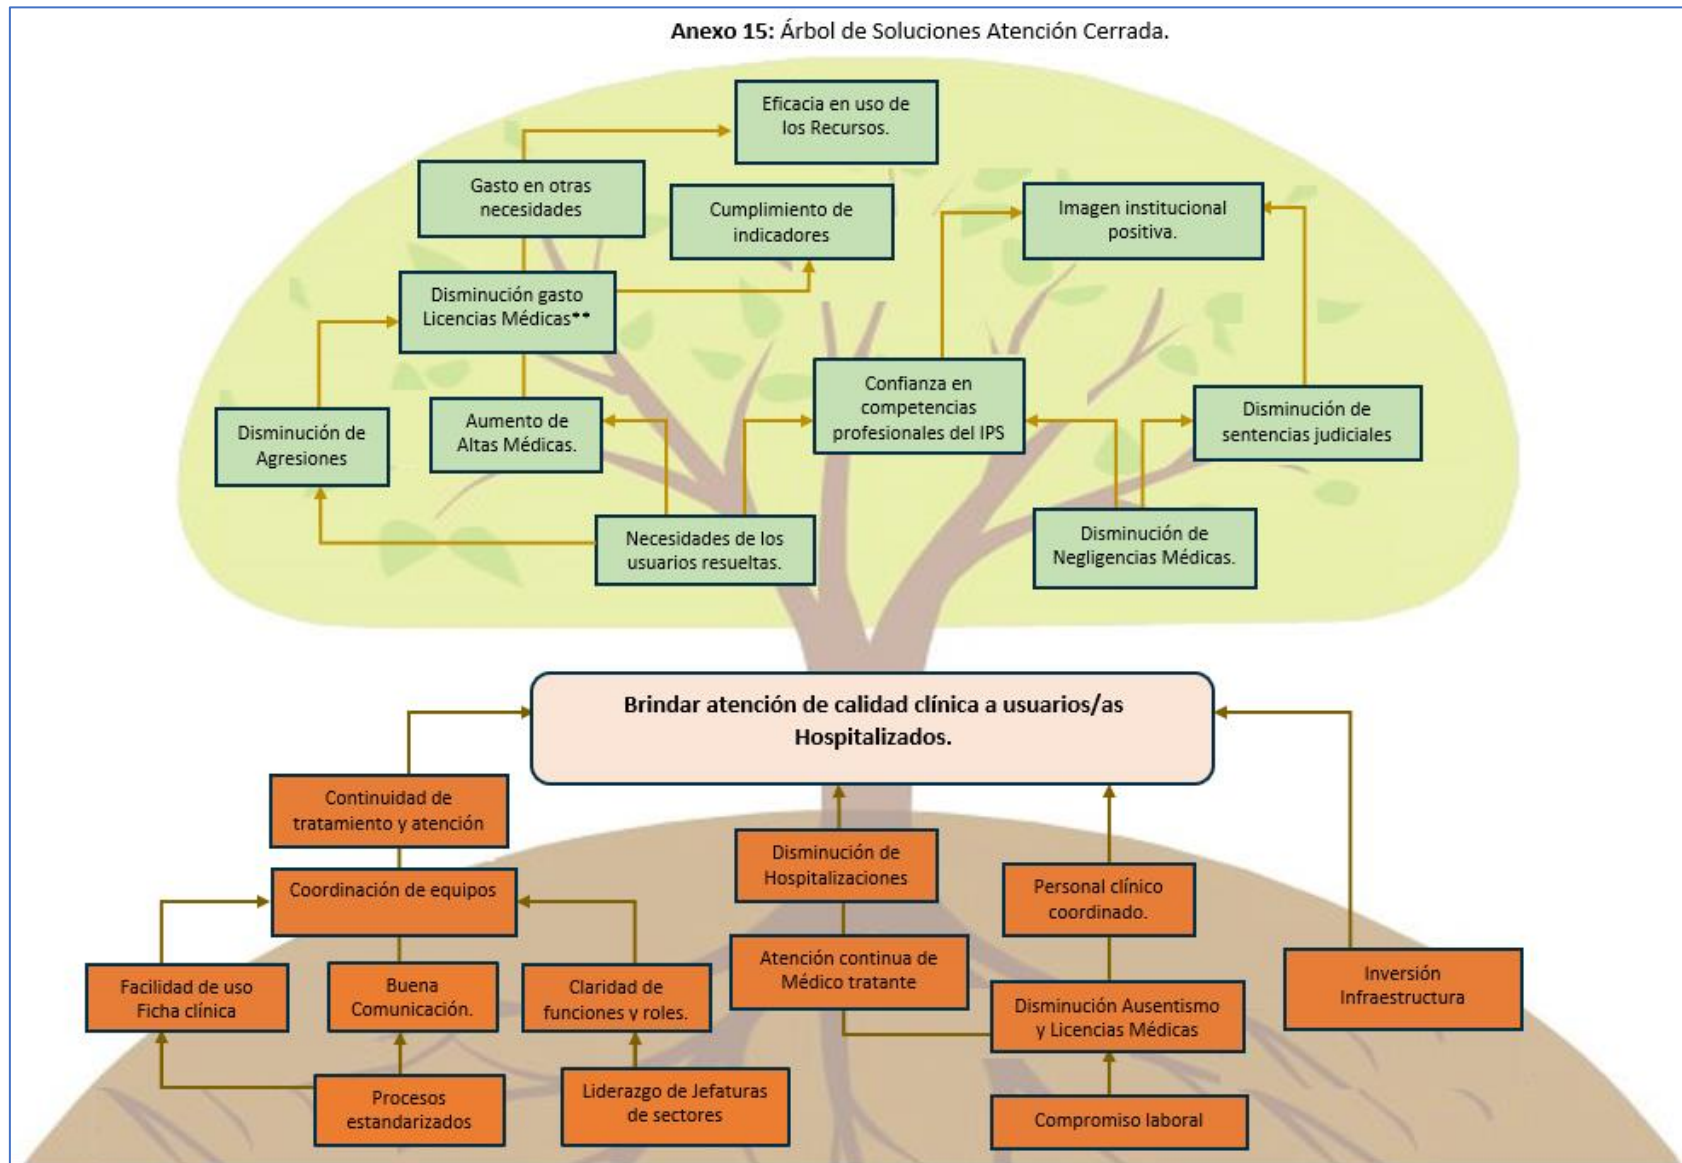 Anexo 15: Árbol de Soluciones Atención Cerrada.
Eficacia en uso de
los Recursos.
Gasto en otras
necesidades
Cumplimiento de
indicadores
Imagen institucional
positiva.
Disminución gasto
Licencias Médicas**
Confianza en
competencias
profesionales del IPS
Disminución de
Agresiones
Aumento de
Altas Médicas.
Disminución de
sentencias judiciales
Necesidades de los
usuarios resueltas.
Disminución de
Negligencias Médicas.
Brindar atención de calidad clínica a usuarios/as
Hospitalizados.
Continuidad de
tratamiento y atención
Disminución de
Hospitalizaciones
Coordinación de equipos
Personal clínico
coordinado.
Facilidad de uso
Ficha clínica
Buena
Comunicación.
Claridad de
funciones y roles.
Atención continua de
Médico tratante
Disminución Ausentismo
y Licencias Médicas
Inversión
Infraestructura
Procesos
estandarizados
Liderazgo de Jefaturas
de sectores
Compromiso laboral